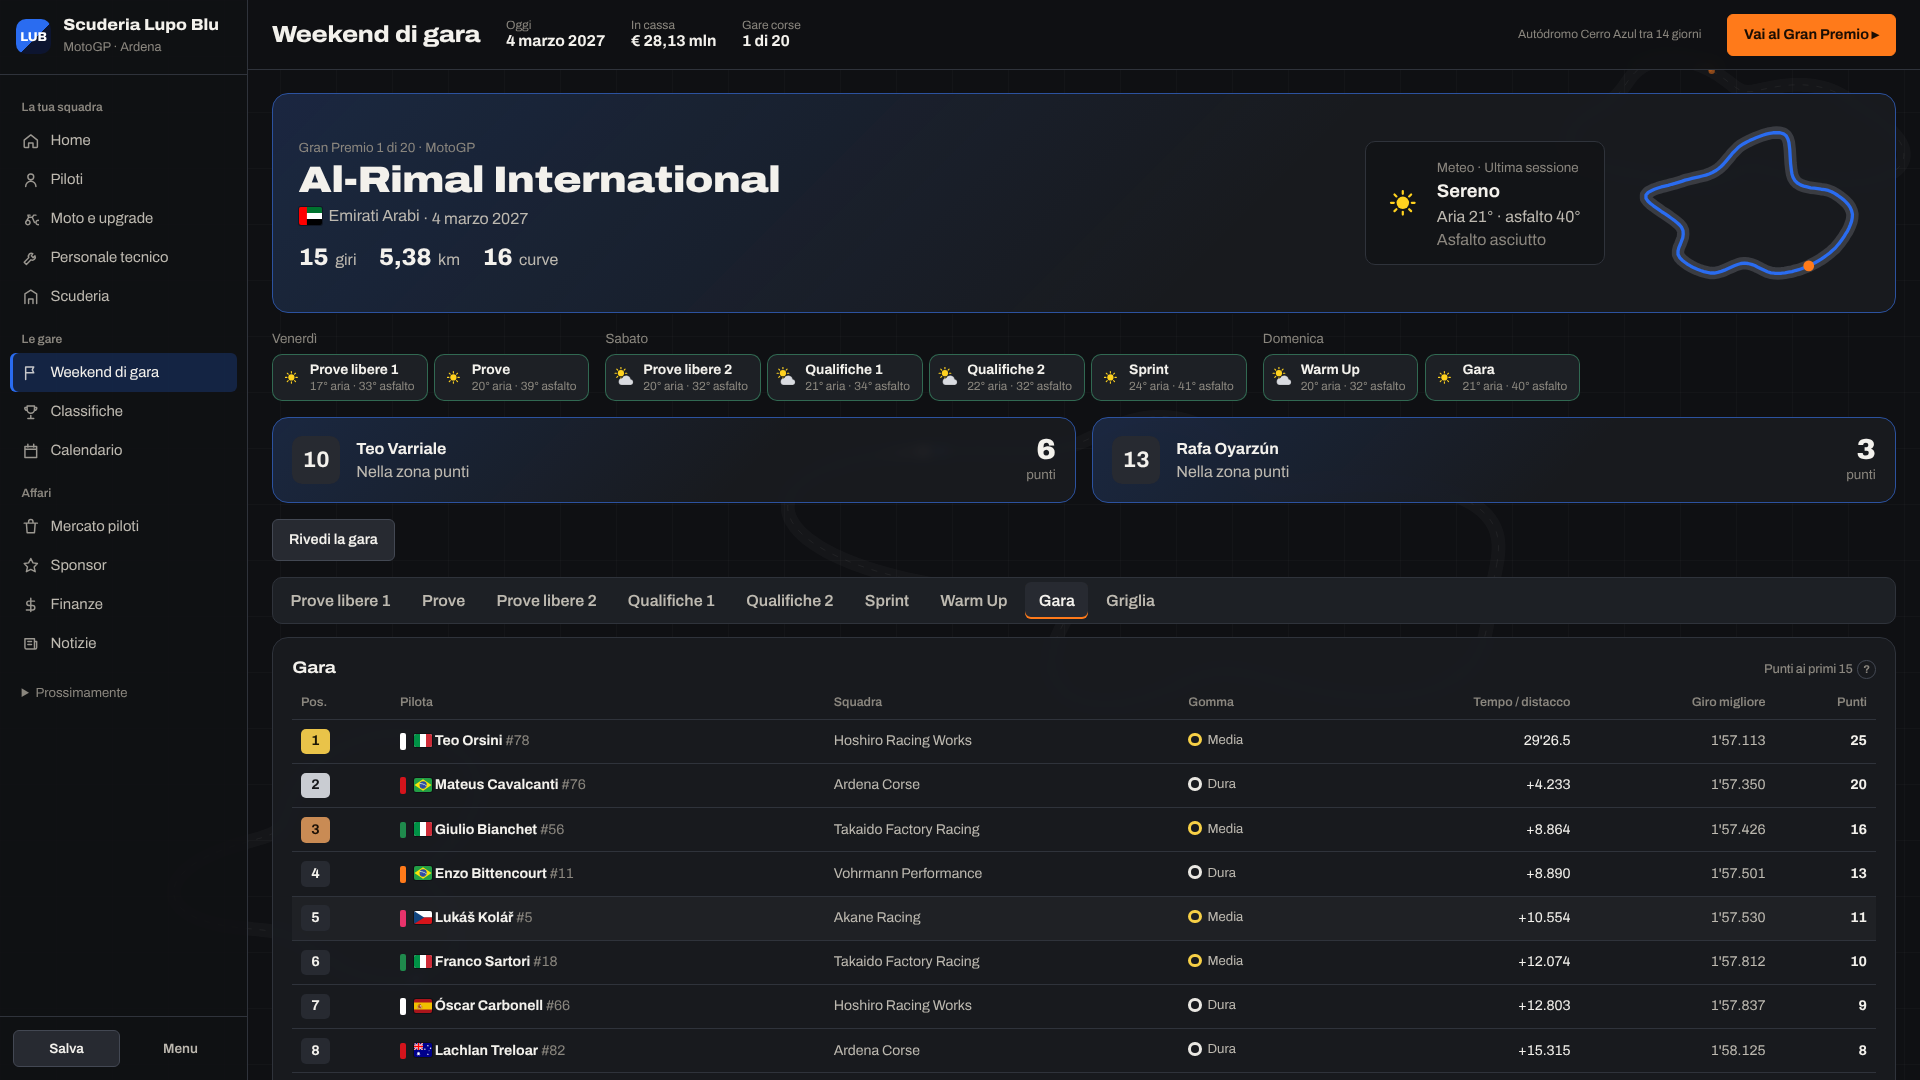 LUB
Scuderia Lupo Blu
MotoGP · Ardena
La tua squadra
Home
Piloti
Moto e upgrade
Personale tecnico
Scuderia
Le gare
Weekend di gara
Classifiche
Calendario
Affari
Mercato piloti
Sponsor
Finanze
Notizie
Prossimamente
Salva
Menu
Weekend di gara
Oggi
4 marzo 2027
In cassa
€ 28,13 mln
Gare corse
1 di 20
Autódromo Cerro Azul tra 14 giorni
Vai al Gran Premio ▸
Gran Premio 1 di 20 · MotoGP
Al-Rimal International
Emirati Arabi · 4 marzo 2027
15 giri 5,38 km 16 curve
Meteo · Ultima sessione
Sereno
Aria 21° · asfalto 40°
Asfalto asciutto
Venerdì
Prove libere 1
17° aria · 33° asfalto
Prove
20° aria · 39° asfalto
Sabato
Prove libere 2
20° aria · 32° asfalto
Qualifiche 1
21° aria · 34° asfalto
Qualifiche 2
22° aria · 32° asfalto
Sprint
24° aria · 41° asfalto
Domenica
Warm Up
20° aria · 32° asfalto
Gara
21° aria · 40° asfalto
10
Teo Varriale
Nella zona punti
6
punti
13
Rafa Oyarzún
Nella zona punti
3
punti
Rivedi la gara
Prove libere 1 Prove Prove libere 2 Qualifiche 1 Qualifiche 2 Sprint Warm Up Gara Griglia
Gara
Punti ai primi 15 ?
Pos. Pilota Squadra Gomma Tempo / distacco Giro migliore Punti
1 Teo Orsini #78 Hoshiro Racing Works Media 29'26.5 1'57.113 25
2 Mateus Cavalcanti #76 Ardena Corse Dura +4.233 1'57.350 20
3 Giulio Bianchet #56 Takaido Factory Racing Media +8.864 1'57.426 16
4 Enzo Bittencourt #11 Vohrmann Performance Dura +8.890 1'57.501 13
5 Lukáš Kolář #5 Akane Racing Media +10.554 1'57.530 11
6 Franco Sartori #18 Takaido Factory Racing Media +12.074 1'57.812 10
7 Óscar Carbonell #66 Hoshiro Racing Works Dura +12.803 1'57.837 9
8 Lachlan Treloar #82 Ardena Corse Dura +15.315 1'58.125 8